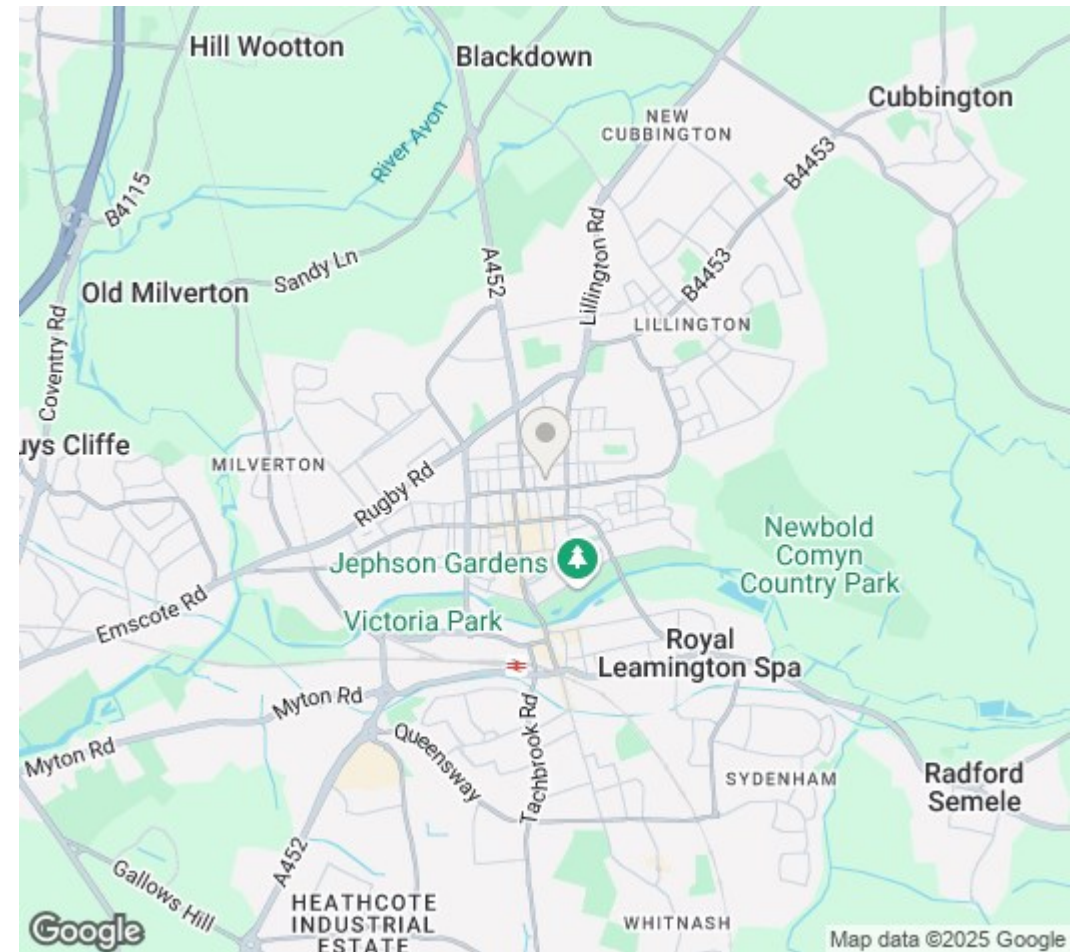 Hill Wootton
Blackdown
Cubbington
NEW
CUBBINGTON
River Avon
B4115
B4453
Lillington Rd
A452
Sandy Ln
B4453
Old Milverton
LILLINGTON
Coventry Rd
uys Cliffe
MILVERTON
Rugby Rd
Newbold
Comyn
Country Park
Jephson Gardens
Emscote Rd
Victoria Park
Royal
Leamington Spa
Myton Rd
Myton Rd
Queensway
Tachbrook Rd
SYDENHAM
Radford
Semele
A452
Gallows Hill
HEATHCOTE
INDUSTRIAL
ESTATE
WHITNASH
Google
Map data ©2025 Google